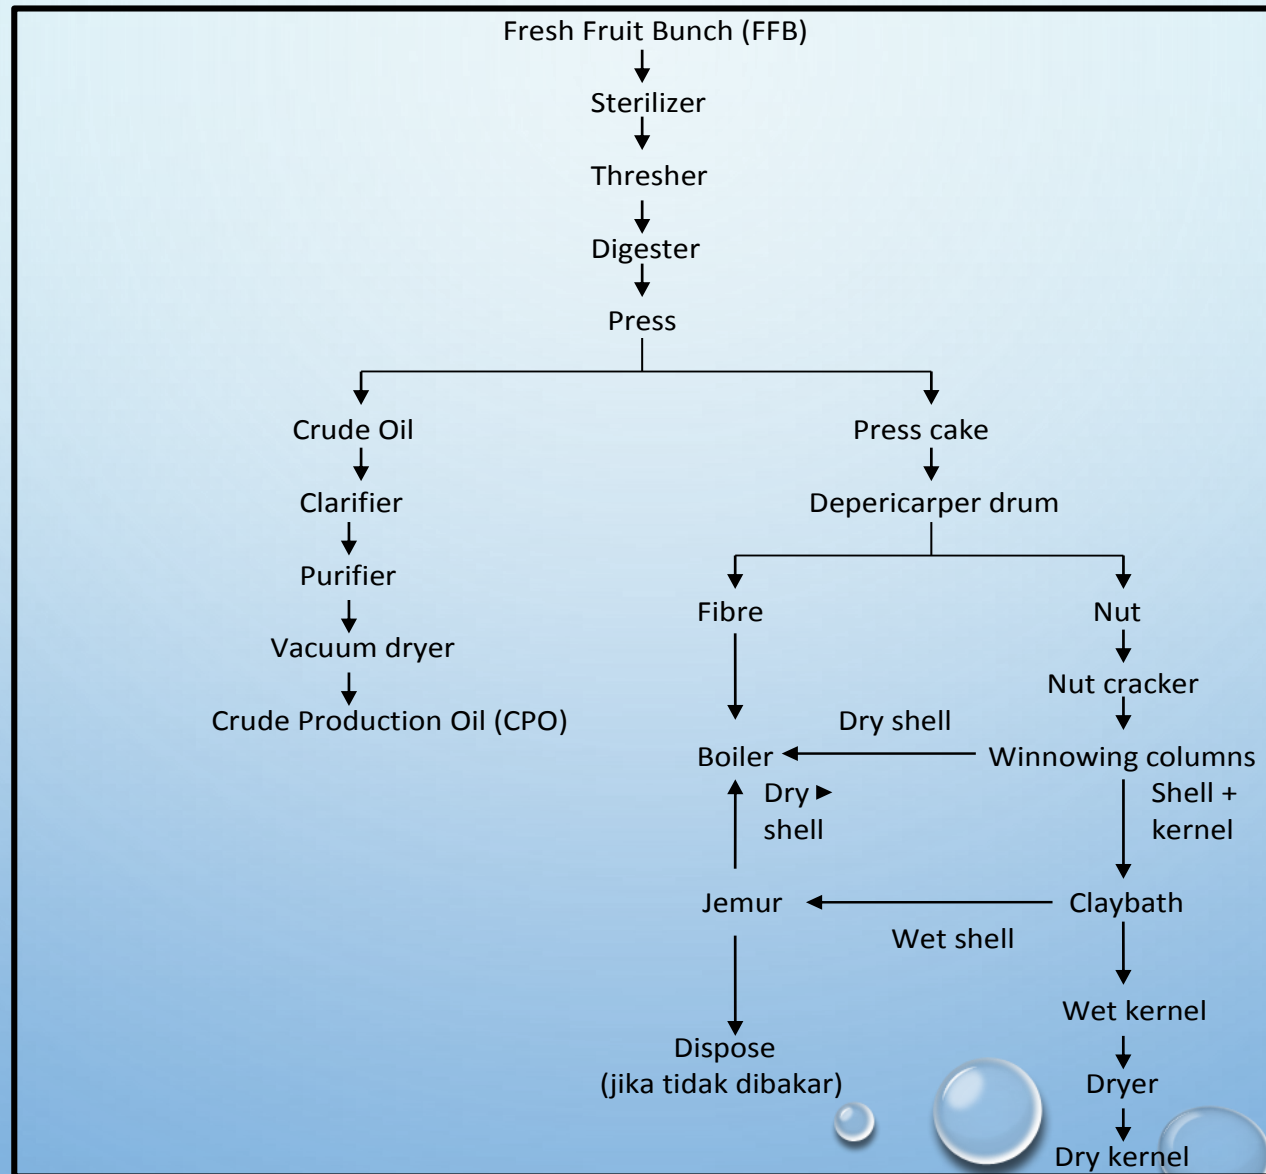 Fresh Fruit Bunch (FFB)
Sterilizer
Thresher
Digester
Press
Crude Oil
Press cake
Clarifier
Depericarper drum
Purifier
Fibre
Nut
Vacuum dryer
Nut cracker
Crude Production Oil (CPO)
Dry shell
Boiler
Winnowing columns
Dry
shell
Shell +
kernel
Jemur
Claybath
Wet shell
Wet kernel
Dispose
(jika tidak dibakar)
Dryer
Dry kernel